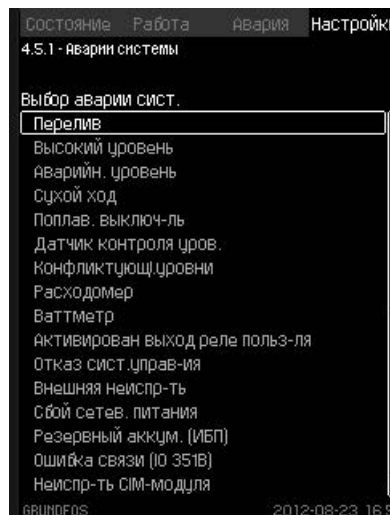 Состояние Работа Авария Настройк
4.5.1 - Аварии системы
Выбор аварии сист.
Перелив
Высокий уровень
Аварийн. уровень
Сухой ход
Поплав. выключ-ль
Датчик контроля уров.
Конфликтующ.уровни
Расходомер
Ваттметр
Активирован выход реле польз-ля
Отказ сист.управ-ия
Внешняя неиспр-ть
Сбой сетев. питания
Резервный аккум. (ИБП)
Ошибка связи (IO 351B)
Неиспр-ть CIM-модуля
GRUNDFOS 2012-08-23